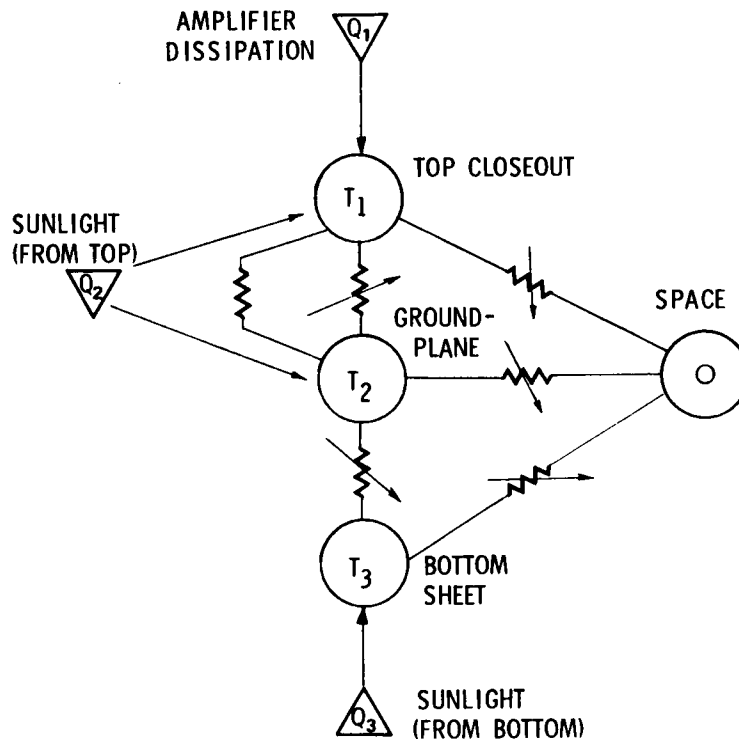 AMPLIFIER
DISSIPATION
Q1
TOP CLOSEOUT
T1
SUNLIGHT
(FROM TOP)
Q2
SPACE
GROUND-
PLANE
O
T2
T3
BOTTOM
SHEET
Q3
SUNLIGHT
(FROM BOTTOM)